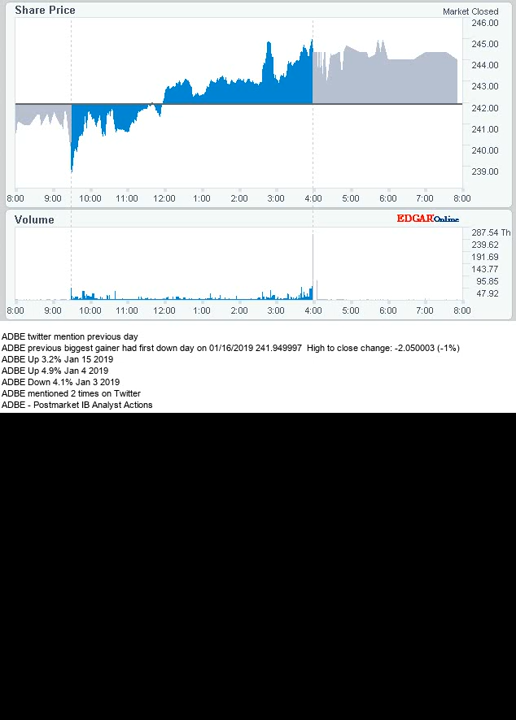 Share Price
Market Closed
246.00
245.00
244.00
243.00
242.00
241.00
240.00
239.00
8:00 9:00 10:00 11:00 12:00 1:00 2:00 3:00 4:00 5:00 6:00 7:00 8:00
Volume
EDGAROnline
287.54 Th
239.62
191.69
143.77
95.85
47.92
8:00 9:00 10:00 11:00 12:00 1:00 2:00 3:00 4:00 5:00 6:00 7:00 8:00
ADBE twitter mention previous day
ADBE previous biggest gainer had first down day on 01/16/2019 241.949997 High to close change: -2.050003 (-1%)
ADBE Up 3.2% Jan 15 2019
ADBE Up 4.9% Jan 4 2019
ADBE Down 4.1% Jan 3 2019
ADBE mentioned 2 times on Twitter
ADBE - Postmarket IB Analyst Actions